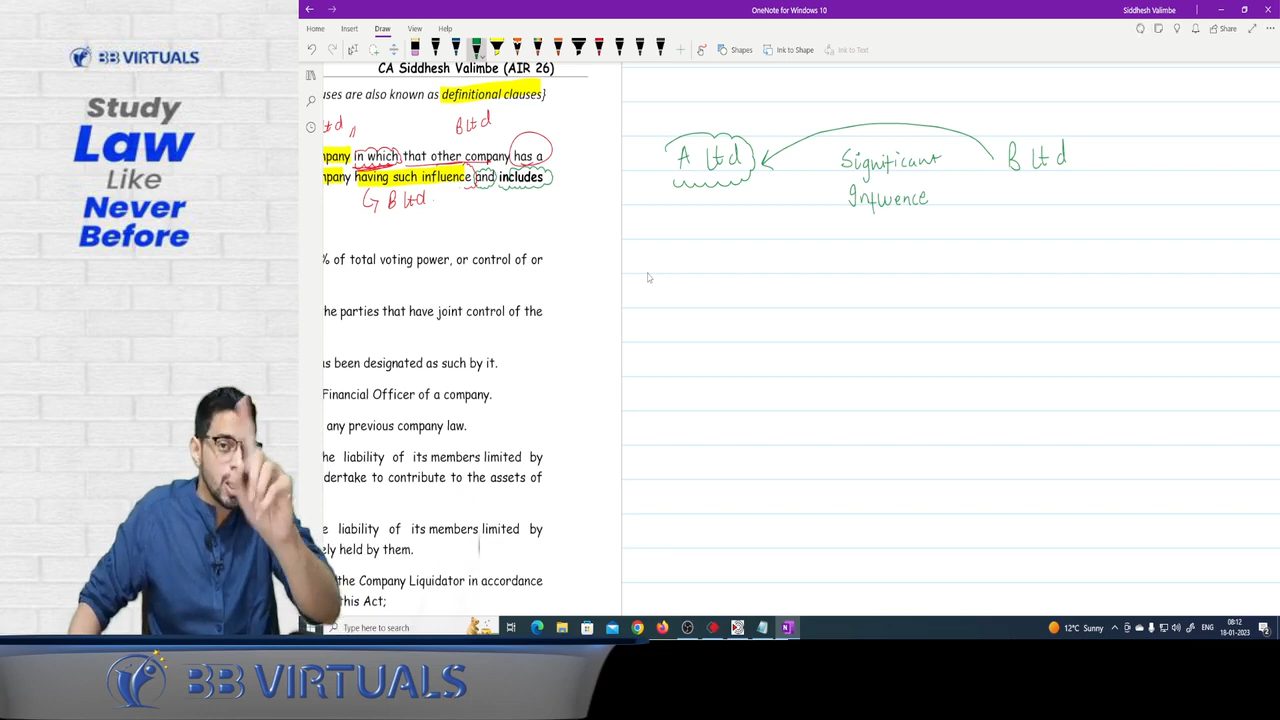 BB VIRTUALS
Study
Law
Like
Never
Before
OneNote for Windows 10
Siddhesh Valimbe
Home Insert Draw View Help
Shapes Ink to Shape Ink to Text Share
CA Siddhesh Valimbe (AIR 26)
uses are also known as definitional clauses}
td B Ltd
mpany in which that other company has a
mpany having such influence and includes
B Ltd
% of total voting power, or control of or
he parties that have joint control of the
as been designated as such by it.
Financial Officer of a company.
any previous company law.
he liability of its members limited by
dertake to contribute to the assets of
e liability of its members limited by
ely held by them.
the Company Liquidator in accordance
this Act;
A Ltd Significant B Ltd
Influence
Type here to search
12°C Sunny ENG 08:12
18-01-2023
BB VIRTUALS